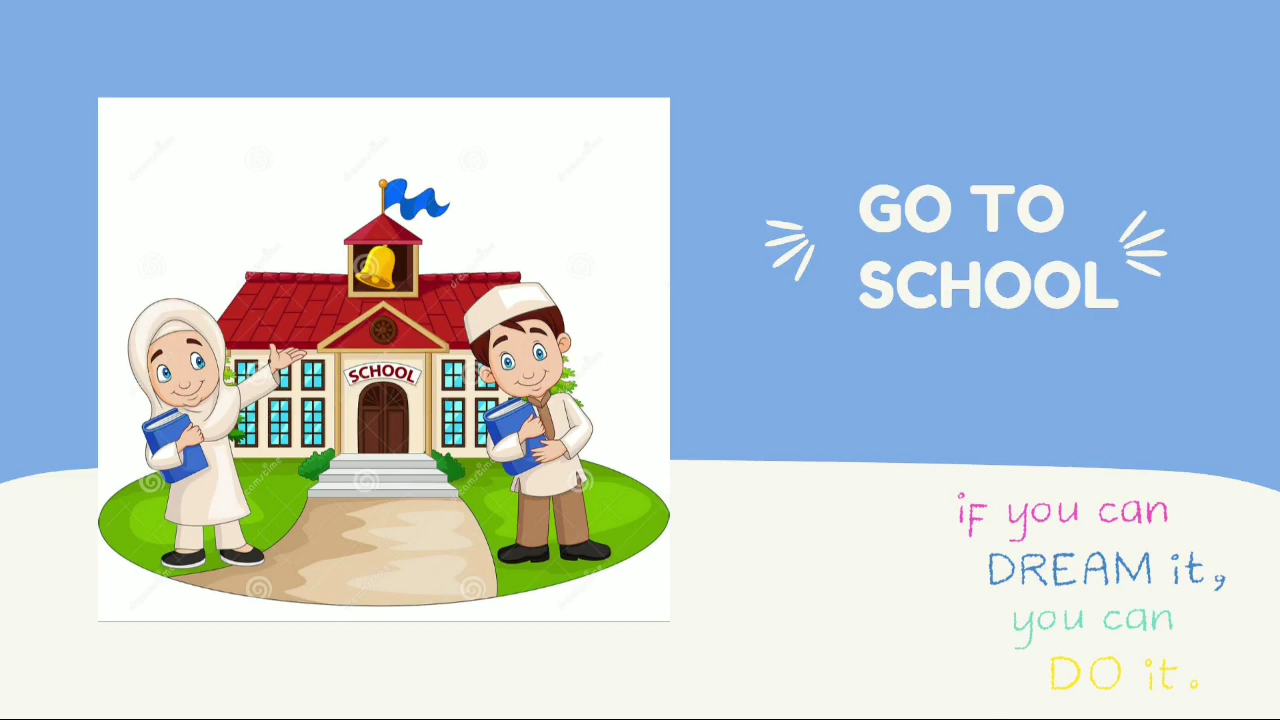 SCHOOL
GO TO
SCHOOL
if you can
DREAM it,
you can
DO it.